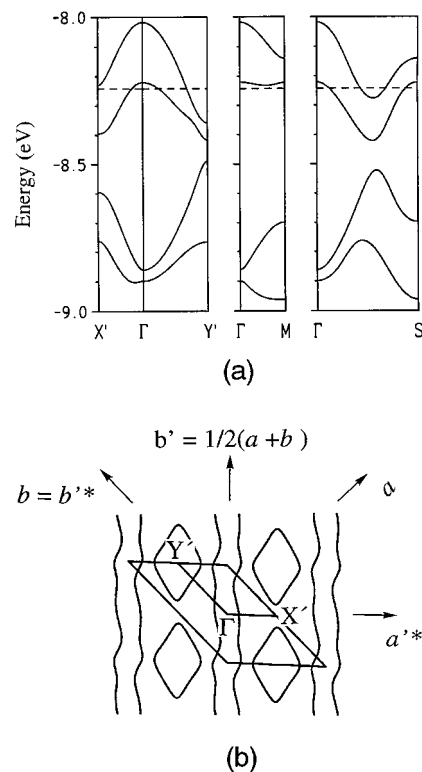 -8.0
Energy (eV)
-8.5
-9.0
X' Γ Y' Γ M Γ S
(a)
b' = 1/2(a + b)
b = b'*
a
Y´
Γ
X´
a'*
(b)